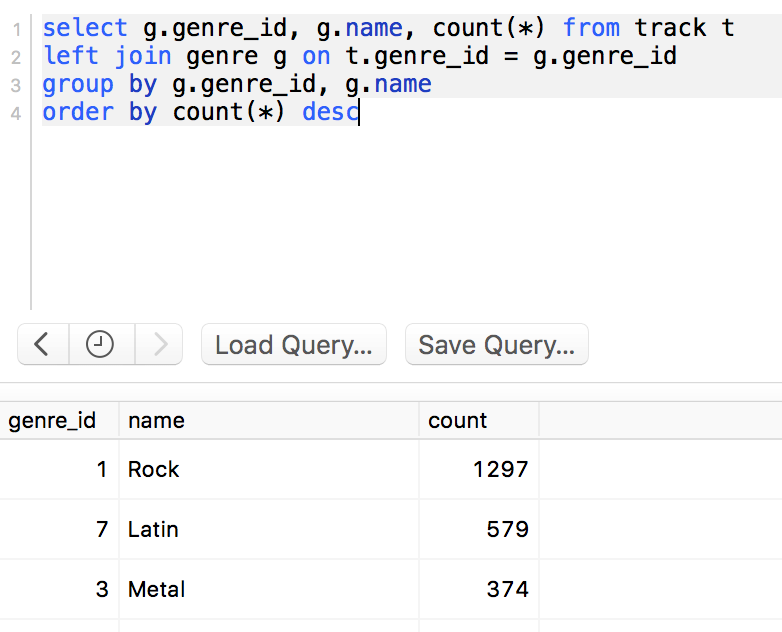 1 select g.genre_id, g.name, count(*) from track t
2 left join genre g on t.genre_id = g.genre_id
3 group by g.genre_id, g.name
4 order by count(*) desc
Load Query... Save Query...
genre_id name count
1 Rock 1297
7 Latin 579
3 Metal 374